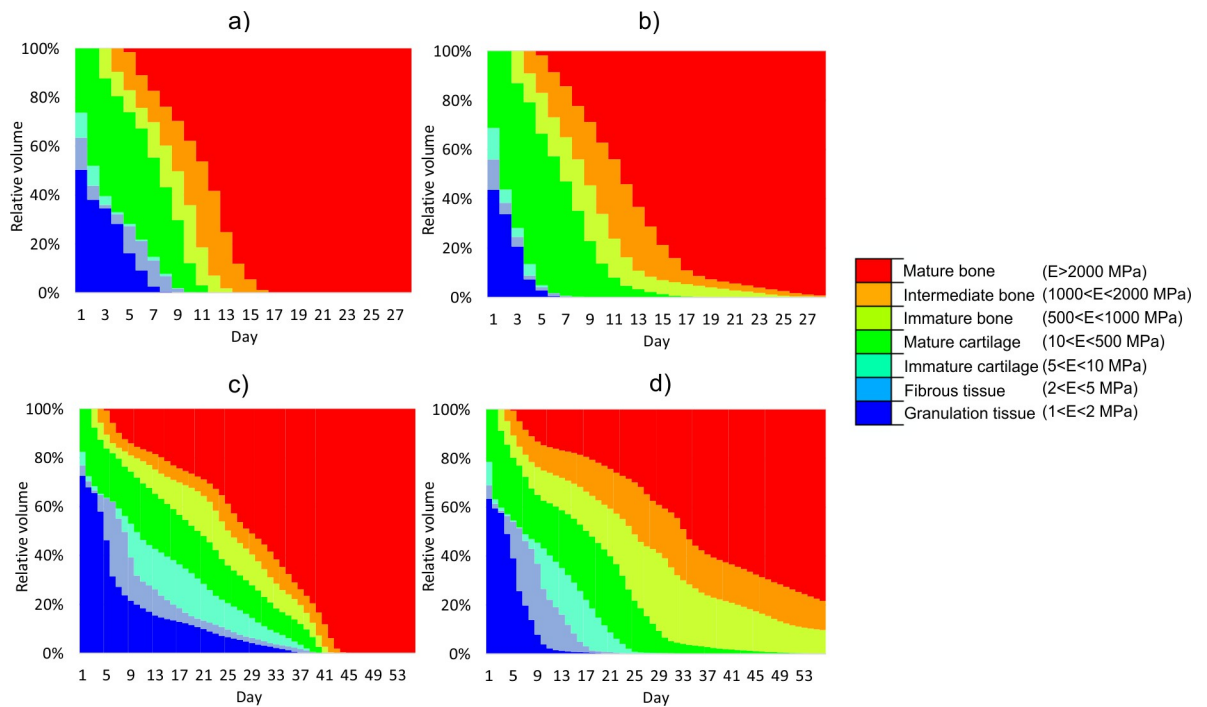 a)
100%
80%
60%
40%
20%
0%
Relative volume
1 3 5 7 9 11 13 15 17 19 21 23 25 27
Day
b)
100%
80%
60%
40%
20%
0%
Relative volume
1 3 5 7 9 11 13 15 17 19 21 23 25 27
Day
Mature bone (E>2000 MPa)
Intermediate bone (1000<E<2000 MPa)
Immature bone (500<E<1000 MPa)
Mature cartilage (10<E<500 MPa)
Immature cartilage (5<E<10 MPa)
Fibrous tissue (2<E<5 MPa)
Granulation tissue (1<E<2 MPa)
c)
100%
80%
60%
40%
20%
0%
Relative volume
1 5 9 13 17 21 25 29 33 37 41 45 49 53
Day
d)
100%
80%
60%
40%
20%
0%
Relative volume
1 5 9 13 17 21 25 29 33 37 41 45 49 53
Day